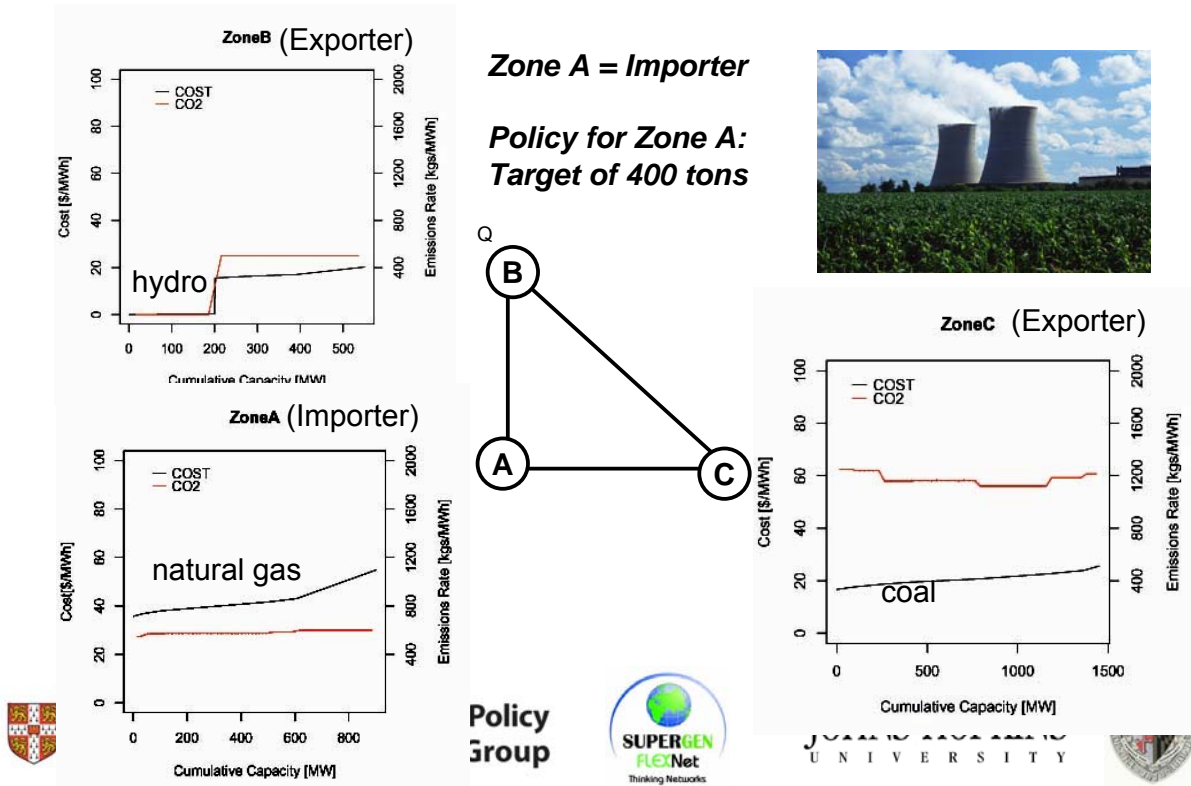 ZoneB (Exporter)
COST
CO2
Cost [$/MWh]
0 20 40 60 80 100
Emissions Rate [kgs/MWh]
400 800 1200 1600 2000
hydro
0 100 200 300 400 500
Cumulative Capacity [MW]
Zone A = Importer
Policy for Zone A:
Target of 400 tons
Q
B
A
C
ZoneA (Importer)
COST
CO2
Cost[$/MWh]
0 20 40 60 80 100
Emissions Rate [kgs/MWh]
400 800 1200 1600 2000
natural gas
0 200 400 600 800
Cumulative Capacity [MW]
ZoneC (Exporter)
COST
CO2
Cost [$/MWh]
0 20 40 60 80 100
Emissions Rate [kgs/MWh]
400 800 1200 1600 2000
coal
0 500 1000 1500
Cumulative Capacity [MW]
Policy
Group
SUPERGEN
FLEXNet
Thinking Networks
JOHNS HOPKINS
UNIVERSITY